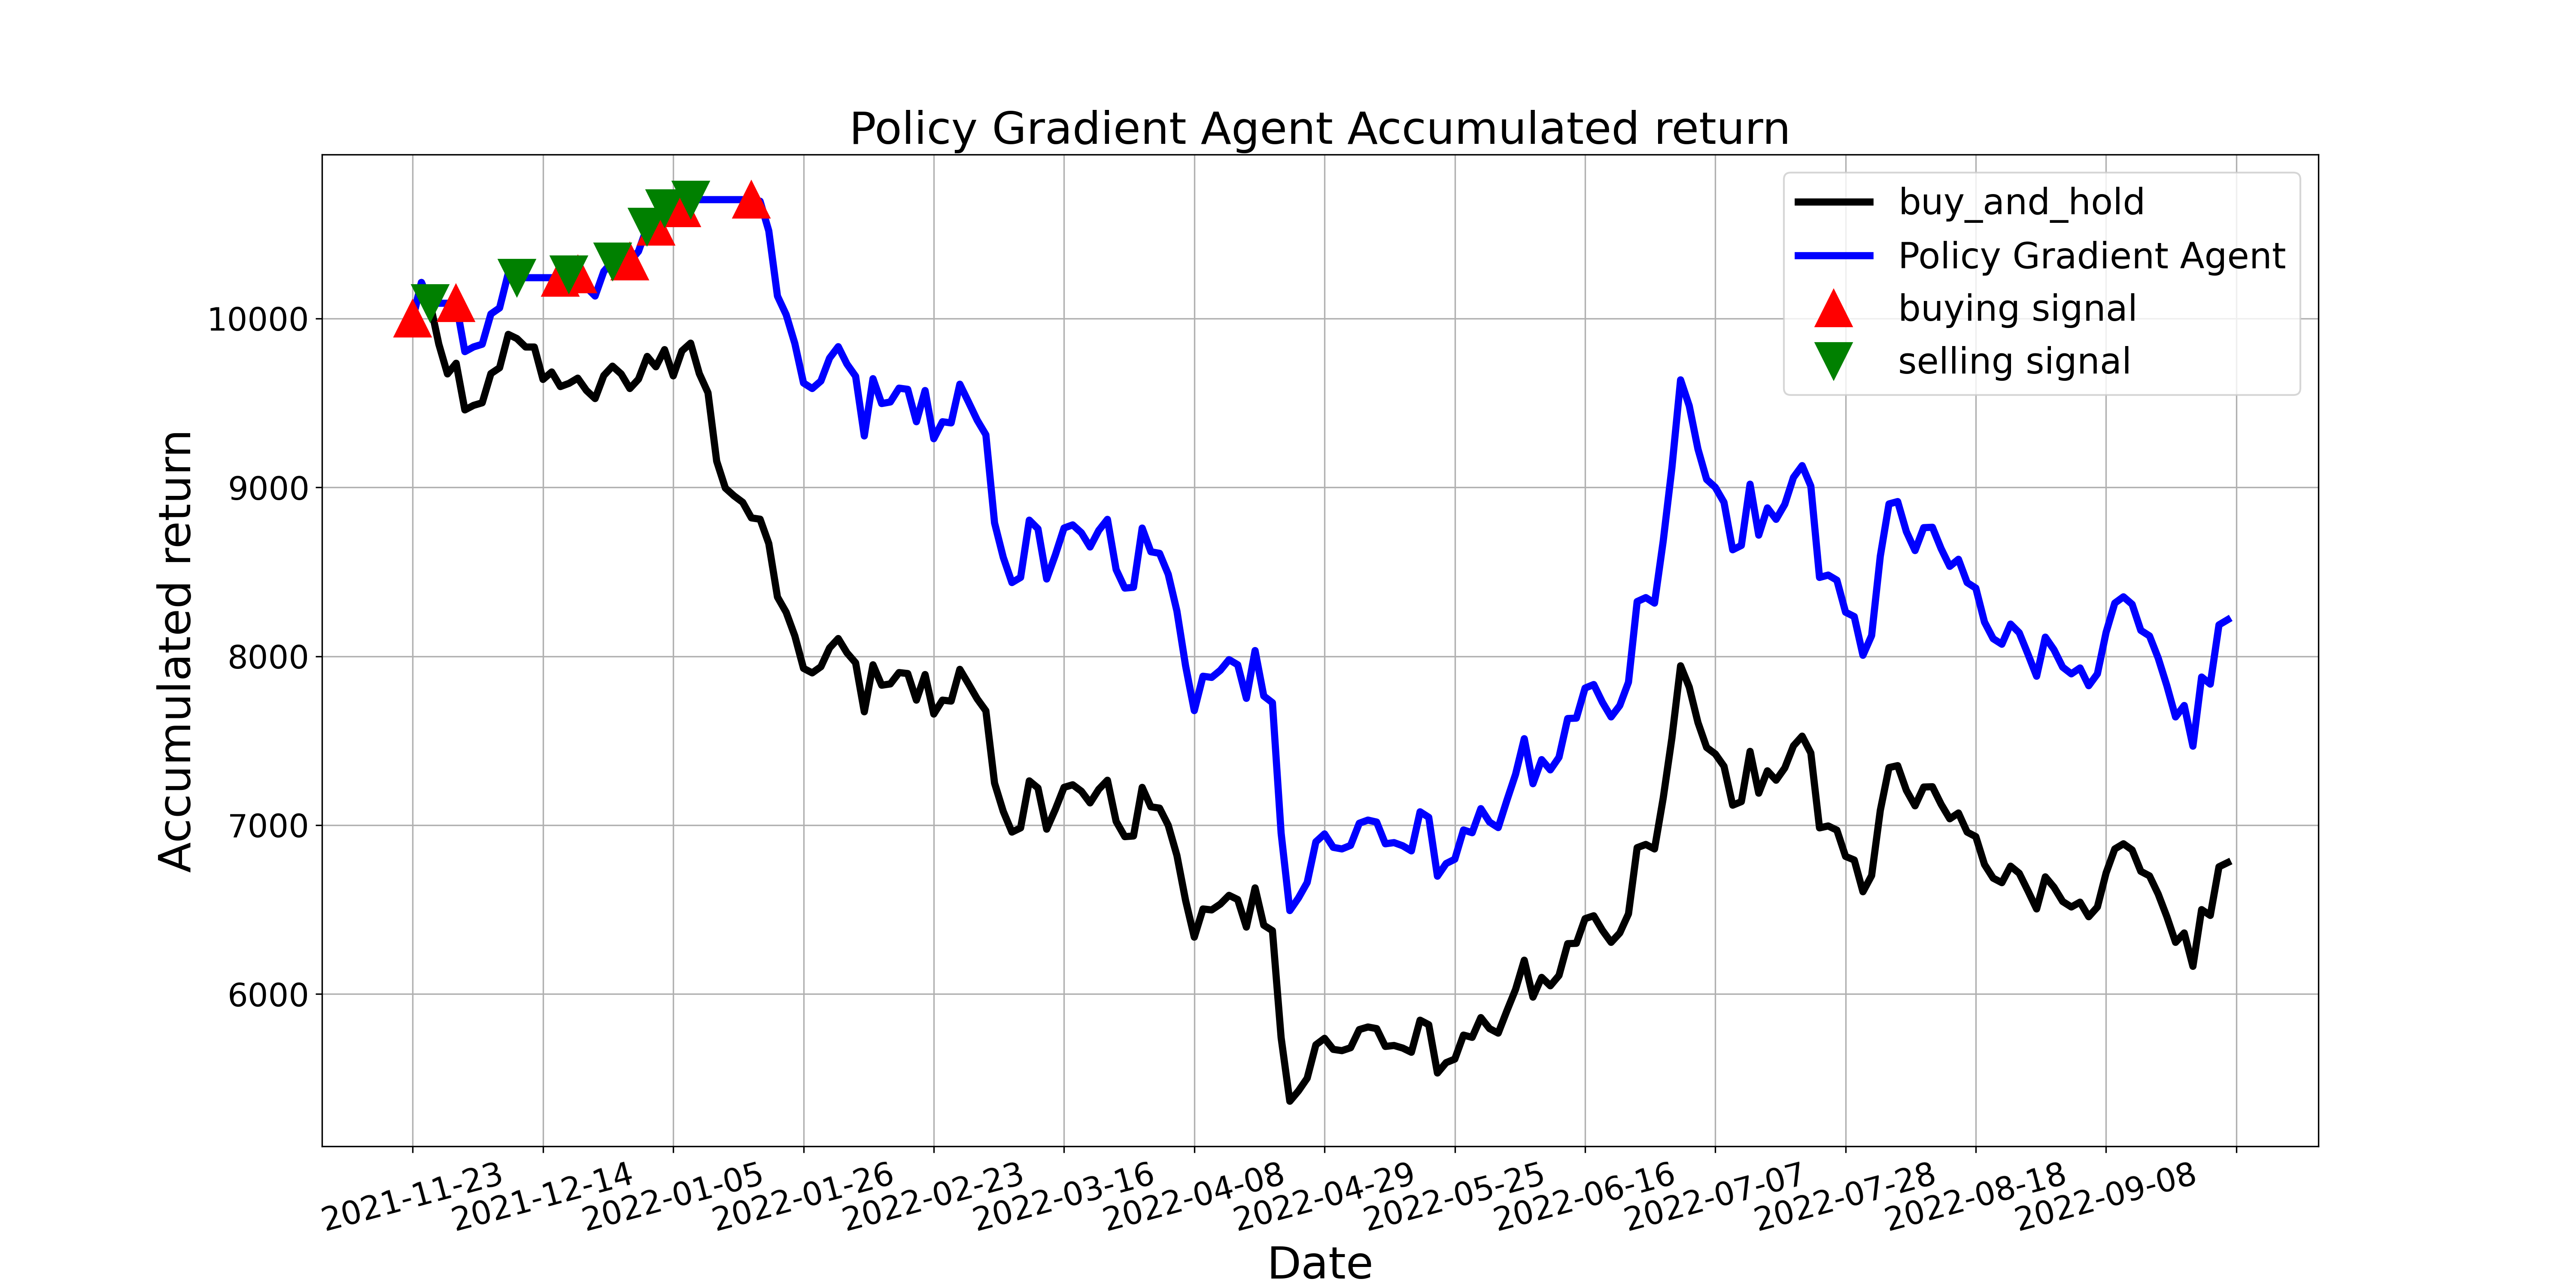 Policy Gradient Agent Accumulated return
buy_and_hold
Policy Gradient Agent
buying signal
selling signal
Accumulated return
10000
9000
8000
7000
6000
2021-11-23
2021-12-14
2022-01-05
2022-01-26
2022-02-23
2022-03-16
2022-04-08
2022-04-29
2022-05-25
2022-06-16
2022-07-07
2022-07-28
2022-08-18
2022-09-08
Date